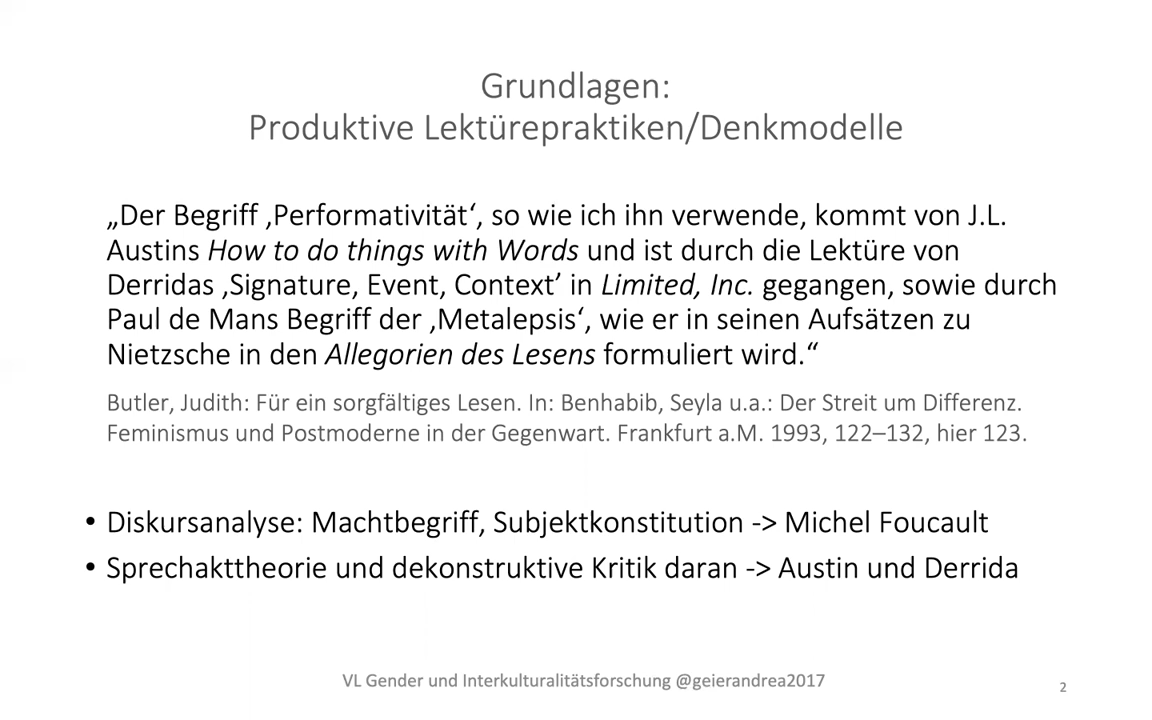 Grundlagen:
Produktive Lektürepraktiken/Denkmodelle
„Der Begriff ‚Performativität‘, so wie ich ihn verwende, kommt von J.L.
Austins How to do things with Words und ist durch die Lektüre von
Derridas ‚Signature, Event, Context’ in Limited, Inc. gegangen, sowie durch
Paul de Mans Begriff der ‚Metalepsis‘, wie er in seinen Aufsätzen zu
Nietzsche in den Allegorien des Lesens formuliert wird.“
Butler, Judith: Für ein sorgfältiges Lesen. In: Benhabib, Seyla u.a.: Der Streit um Differenz.
Feminismus und Postmoderne in der Gegenwart. Frankfurt a.M. 1993, 122–132, hier 123.
• Diskursanalyse: Machtbegriff, Subjektkonstitution -> Michel Foucault
• Sprechakttheorie und dekonstruktive Kritik daran -> Austin und Derrida
VL Gender und Interkulturalitätsforschung @geierandrea2017
2